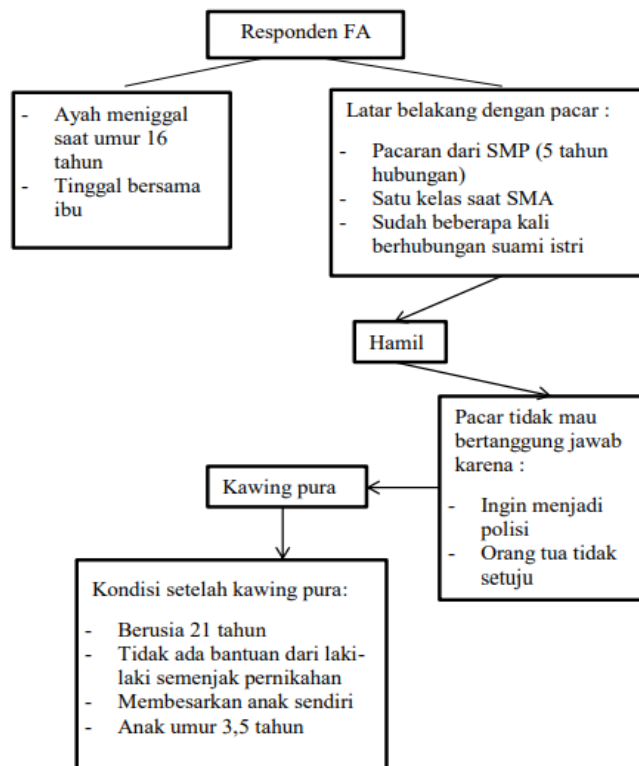 Responden FA
- Ayah meniggal
saat umur 16
tahun
- Tinggal bersama
ibu
Latar belakang dengan pacar :
- Pacaran dari SMP (5 tahun
hubungan)
- Satu kelas saat SMA
- Sudah beberapa kali
berhubungan suami istri
Hamil
Pacar tidak mau
bertanggung jawab
karena :
- Ingin menjadi
polisi
- Orang tua tidak
setuju
Kawing pura
Kondisi setelah kawing pura:
- Berusia 21 tahun
- Tidak ada bantuan dari laki-
laki semenjak pernikahan
- Membesarkan anak sendiri
- Anak umur 3,5 tahun